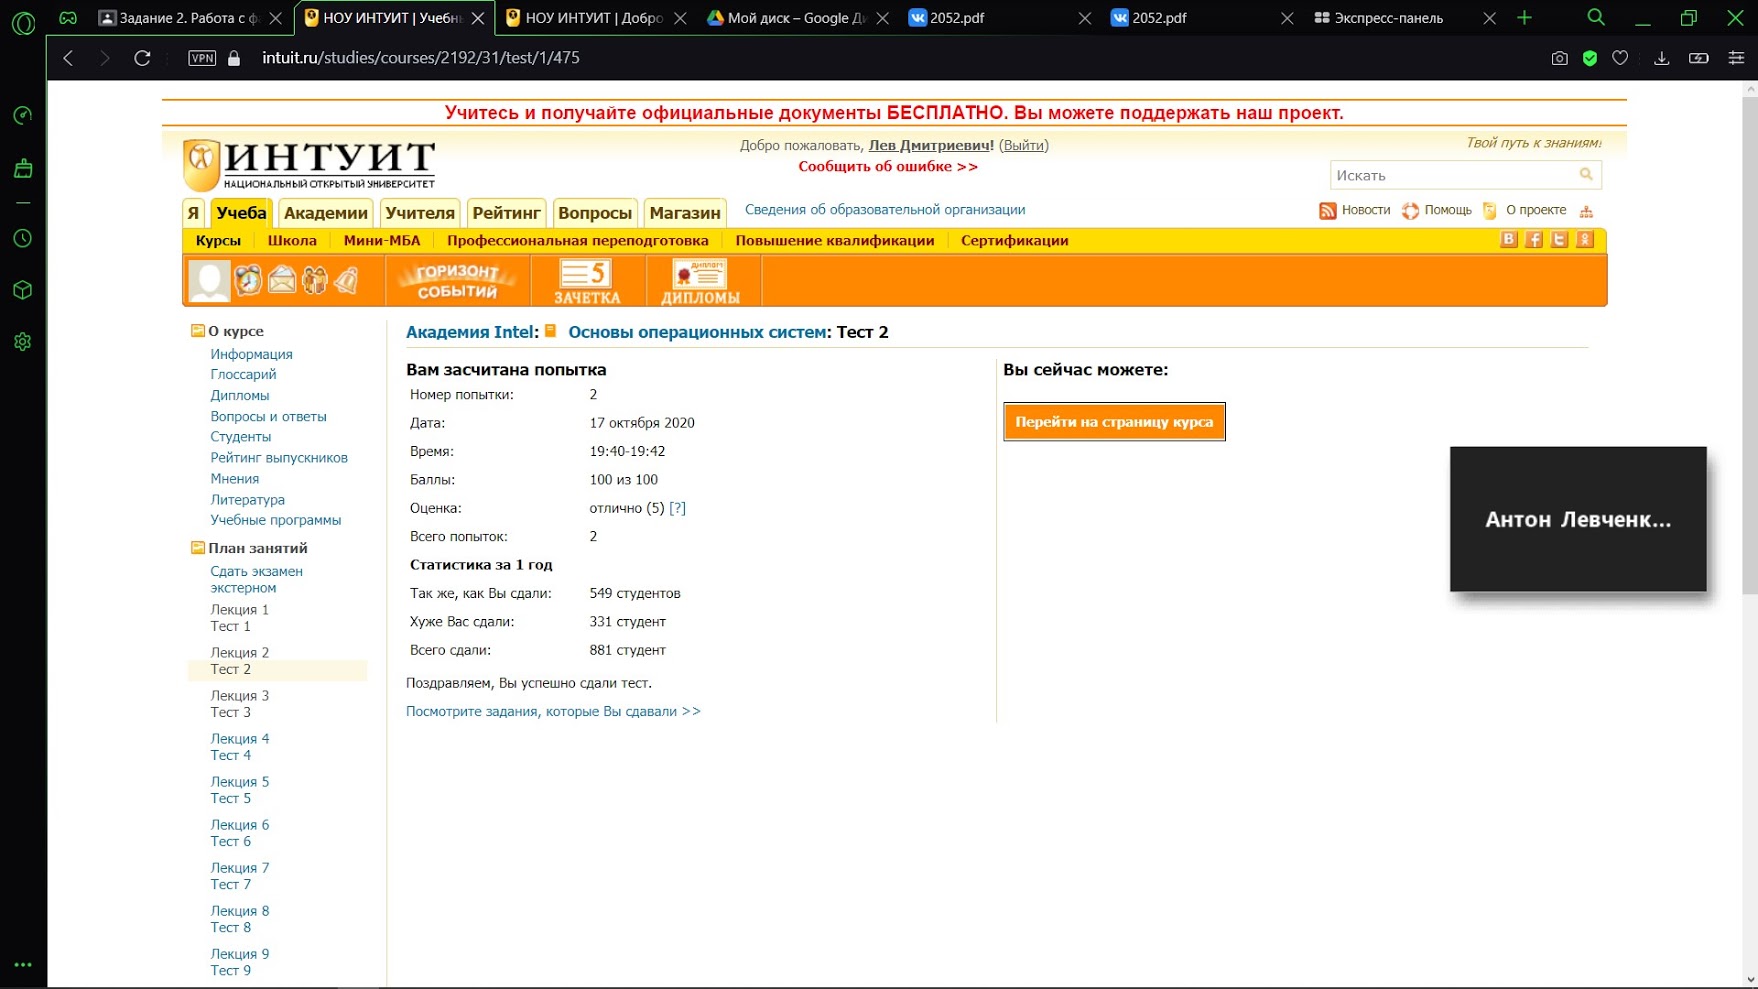 Задание 2. Работа с ф
НОУ ИНТУИТ | Учебн
НОУ ИНТУИТ | Добро
Мой диск – Google Ди
2052.pdf
2052.pdf
Экспресс-панель
VPN
intuit.ru/studies/courses/2192/31/test/1/475
Учитесь и получайте официальные документы БЕСПЛАТНО. Вы можете поддержать наш проект.
ИНТУИТ
НАЦИОНАЛЬНЫЙ ОТКРЫТЫЙ УНИВЕРСИТЕТ
Добро пожаловать, Лев Дмитриевич! (Выйти)
Сообщить об ошибке >>
Твой путь к знаниям!
Искать
Я
Учеба
Академии
Учителя
Рейтинг
Вопросы
Магазин
Сведения об образовательной организации
Новости
Помощь
О проекте
Курсы
Школа
Мини-МБА
Профессиональная переподготовка
Повышение квалификации
Сертификации
ГОРИЗОНТ
СОБЫТИЙ
5
ЗАЧЕТКА
ДИПЛОМ
ДИПЛОМЫ
О курсе
Информация
Глоссарий
Дипломы
Вопросы и ответы
Студенты
Рейтинг выпускников
Мнения
Литература
Учебные программы
План занятий
Сдать экзамен
экстерном
Лекция 1
Тест 1
Лекция 2
Тест 2
Лекция 3
Тест 3
Лекция 4
Тест 4
Лекция 5
Тест 5
Лекция 6
Тест 6
Лекция 7
Тест 7
Лекция 8
Тест 8
Лекция 9
Тест 9
Академия Intel: Основы операционных систем: Тест 2
Вам засчитана попытка
Номер попытки: 2
Дата: 17 октября 2020
Время: 19:40-19:42
Баллы: 100 из 100
Оценка: отлично (5) [?]
Всего попыток: 2
Статистика за 1 год
Так же, как Вы сдали: 549 студентов
Хуже Вас сдали: 331 студент
Всего сдали: 881 студент
Поздравляем, Вы успешно сдали тест.
Посмотрите задания, которые Вы сдавали >>
Вы сейчас можете:
Перейти на страницу курса
Антон Левченк...